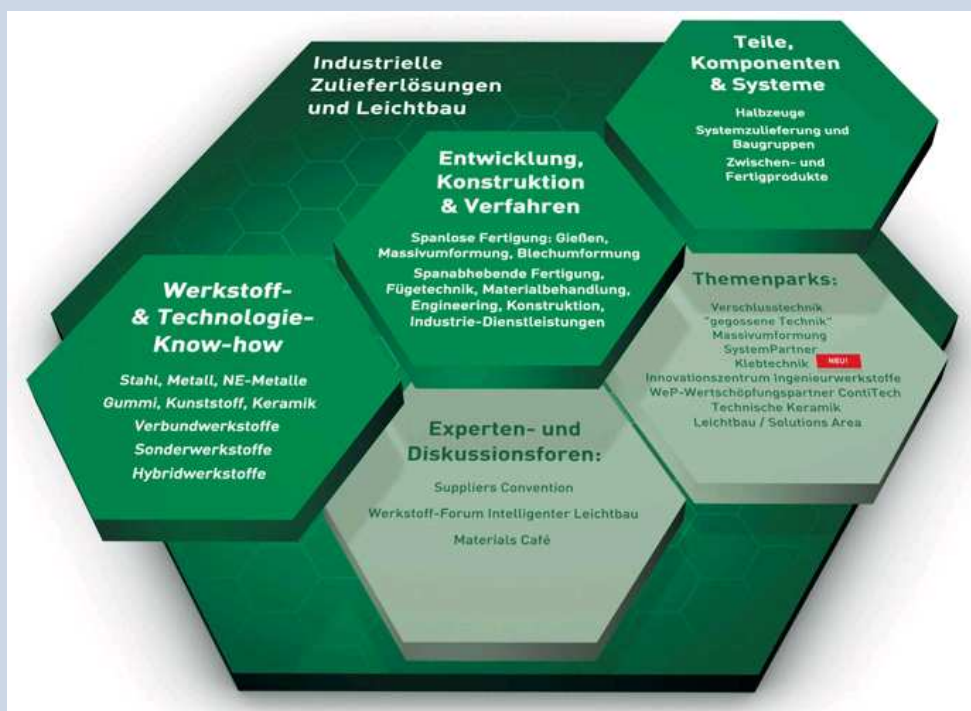 Industrielle
Zulieferlösungen
und Leichtbau
Teile,
Komponenten
& Systeme
Halbzeuge
Systemzulieferung und
Baugruppen
Zwischen- und
Fertigprodukte
Entwicklung,
Konstruktion
& Verfahren
Spanlose Fertigung: Gießen,
Massivumformung, Blechumformung
Spanabhebende Fertigung,
Fügetechnik, Materialbehandlung,
Engineering, Konstruktion,
Industrie-Dienstleistungen
Werkstoff-
& Technologie-
Know-how
Stahl, Metall, NE-Metalle
Gummi, Kunststoff, Keramik
Verbundwerkstoffe
Sonderwerkstoffe
Hybridwerkstoffe
Themenparks:
Verschlusstechnik
"gegossene Technik"
Massivumformung
SystemPartner
Klebtechnik NEU!
Innovationszentrum Ingenieurwerkstoffe
WeP-Wertschöpfungspartner ContiTech
Technische Keramik
Leichtbau / Solutions Area
Experten- und
Diskussionsforen:
Suppliers Convention
Werkstoff-Forum Intelligenter Leichtbau
Materials Café